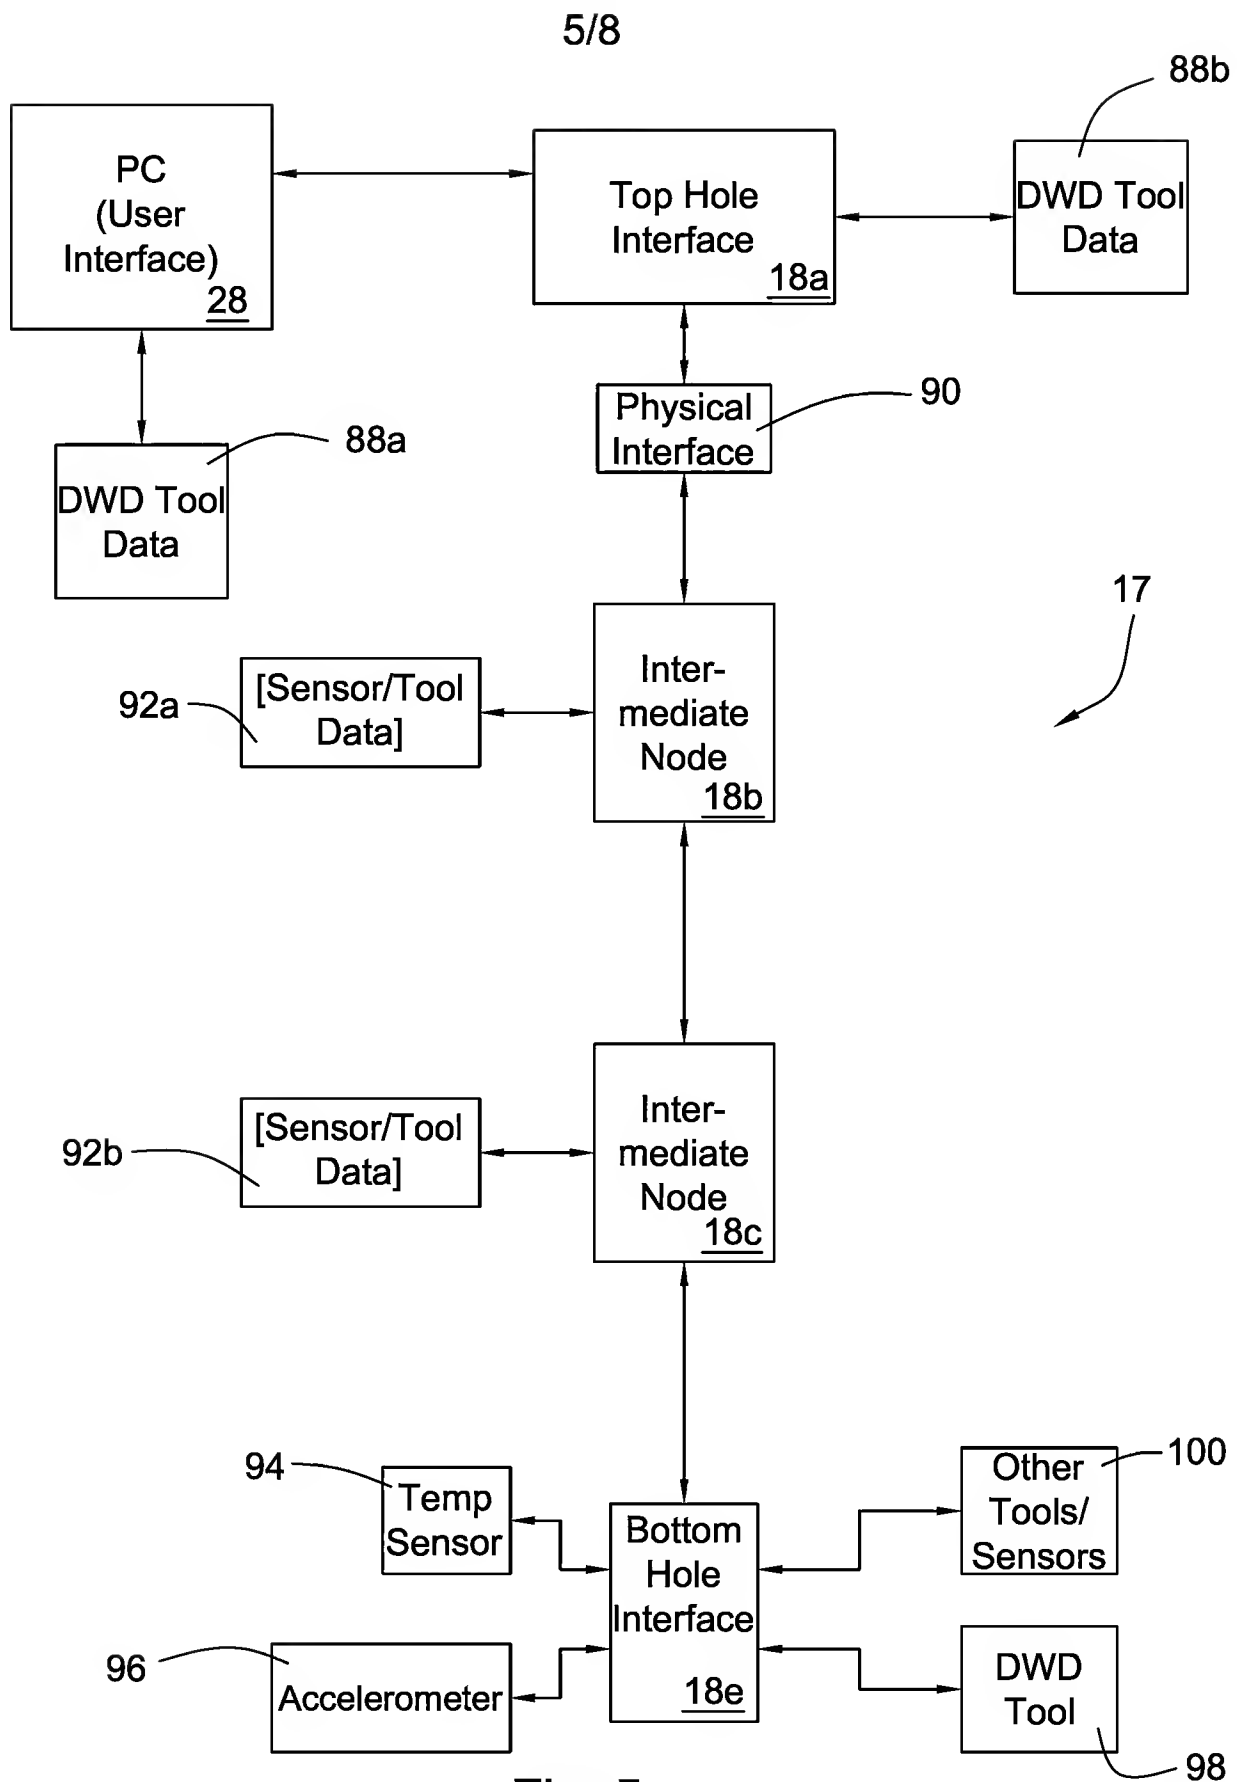 5/8
88b
PC
(User
Interface)
28
Top Hole
Interface
18a
DWD Tool
Data
Physical
Interface
90
88a
DWD Tool
Data
17
92a
[Sensor/Tool
Data]
Inter-
mediate
Node
18b
92b
[Sensor/Tool
Data]
Inter-
mediate
Node
18c
94
Temp
Sensor
Bottom
Hole
Interface
18e
100
Other
Tools/
Sensors
96
Accelerometer
DWD
Tool
98